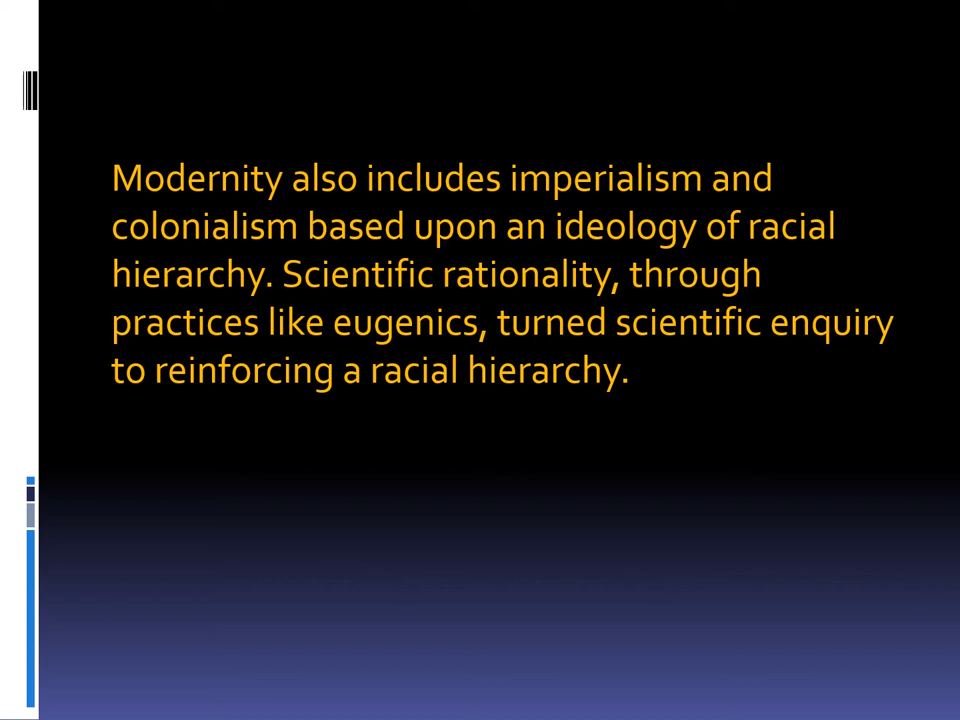 Modernity also includes imperialism and
colonialism based upon an ideology of racial
hierarchy. Scientific rationality, through
practices like eugenics, turned scientific enquiry
to reinforcing a racial hierarchy.